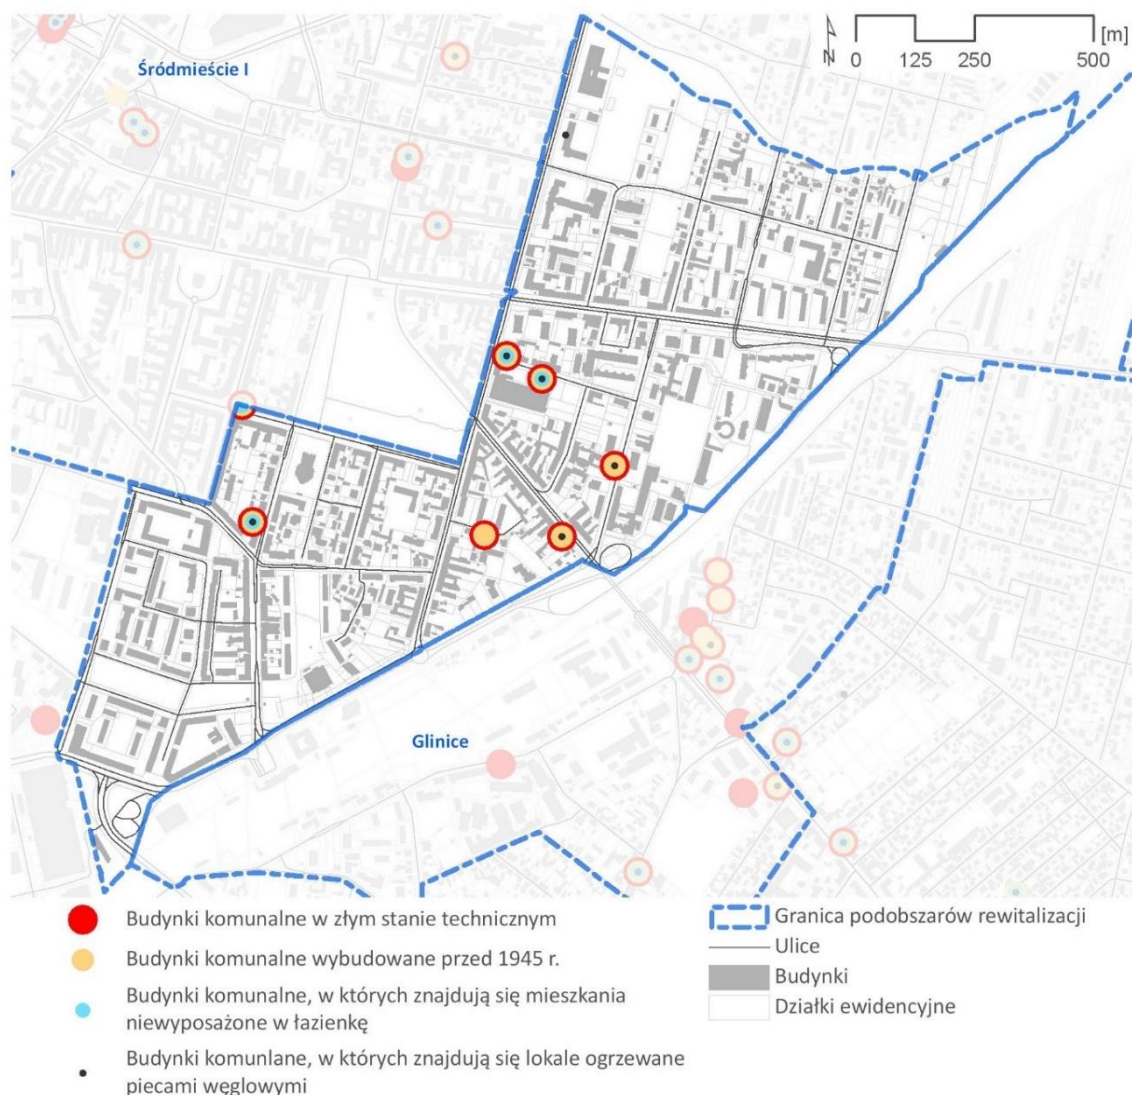 Śródmieście I
N
[m]
0 125 250 500
Glinice
Budynki komunalne w złym stanie technicznym
Budynki komunalne wybudowane przed 1945 r.
Budynki komunalne, w których znajdują się mieszkania
niewyposażone w łazienkę
Budynki komunlane, w których znajdują się lokale ogrzewane
piecami węglowymi
Granica podobszarów rewitalizacji
Ulice
Budynki
Działki ewidencyjne